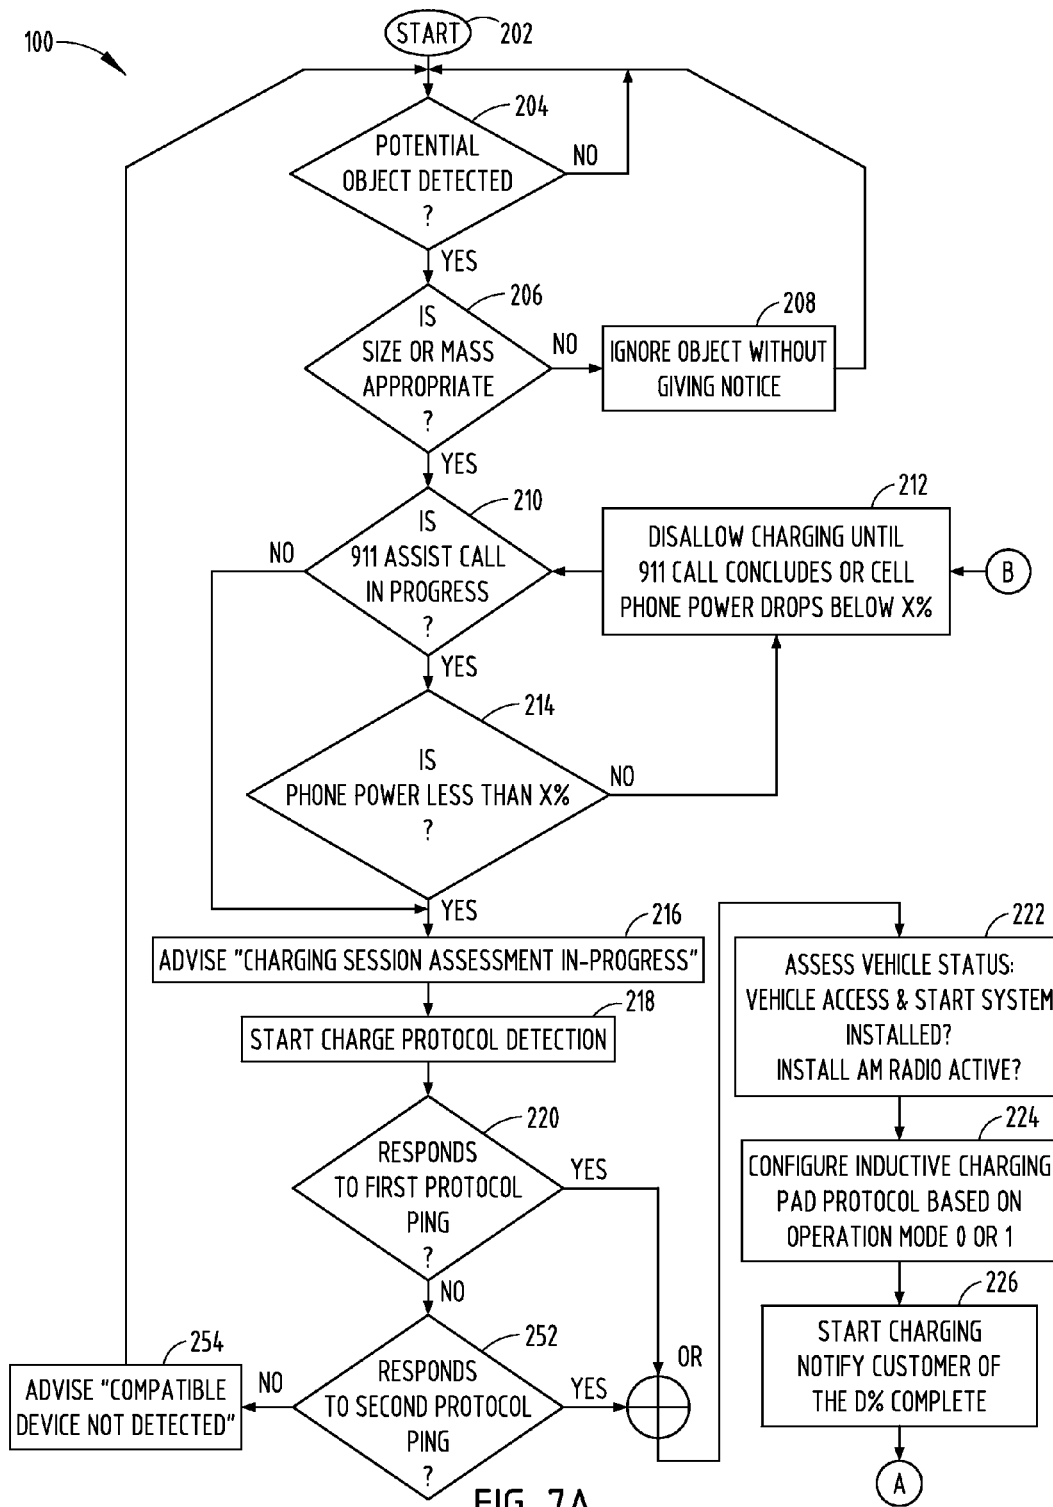 START
202
100
204
POTENTIAL
OBJECT DETECTED
?
NO
YES
206
IS
SIZE OR MASS
APPROPRIATE
?
NO
208
IGNORE OBJECT WITHOUT
GIVING NOTICE
YES
210
IS
911 ASSIST CALL
IN PROGRESS
?
NO
212
DISALLOW CHARGING UNTIL
911 CALL CONCLUDES OR CELL
PHONE POWER DROPS BELOW X%
B
YES
214
IS
PHONE POWER LESS THAN X%
?
NO
YES
216
ADVISE "CHARGING SESSION ASSESSMENT IN-PROGRESS"
218
START CHARGE PROTOCOL DETECTION
220
RESPONDS
TO FIRST PROTOCOL
PING
?
YES
NO
252
RESPONDS
TO SECOND PROTOCOL
PING
?
YES
OR
NO
254
ADVISE "COMPATIBLE
DEVICE NOT DETECTED"
222
ASSESS VEHICLE STATUS:
VEHICLE ACCESS & START SYSTEM
INSTALLED?
INSTALL AM RADIO ACTIVE?
224
CONFIGURE INDUCTIVE CHARGING
PAD PROTOCOL BASED ON
OPERATION MODE 0 OR 1
226
START CHARGING
NOTIFY CUSTOMER OF
THE D% COMPLETE
A
FIG. 7A